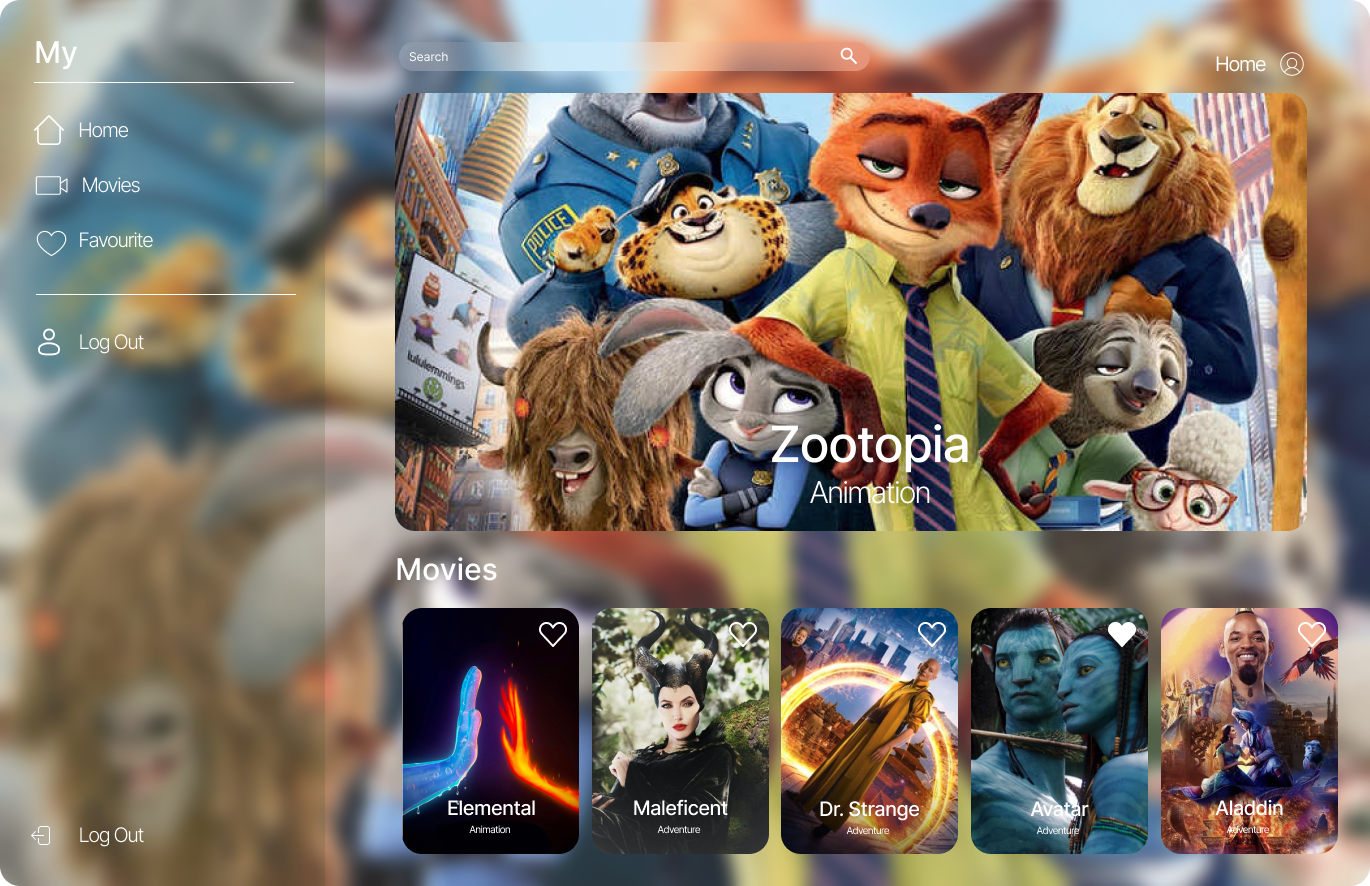 My
Home
Movies
Favourite
Log Out
Log Out
Search
Home
POLICE
lululemmings
Zootopia
Animation
Movies
Elemental
Animation
Maleficent
Adventure
Dr. Strange
Adventure
Avatar
Adventure
Aladdin
Adventure